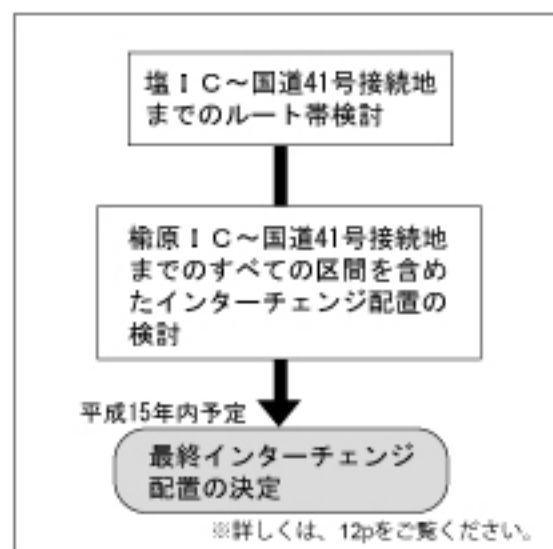 塩ＩＣ～国道41号接続地
までのルート帯検討
楡原ＩＣ～国道41号接続地
までのすべての区間を含め
たインターチェンジ配置の
検討
平成15年内予定
最終インターチェンジ
配置の決定
※詳しくは、12pをご覧ください。